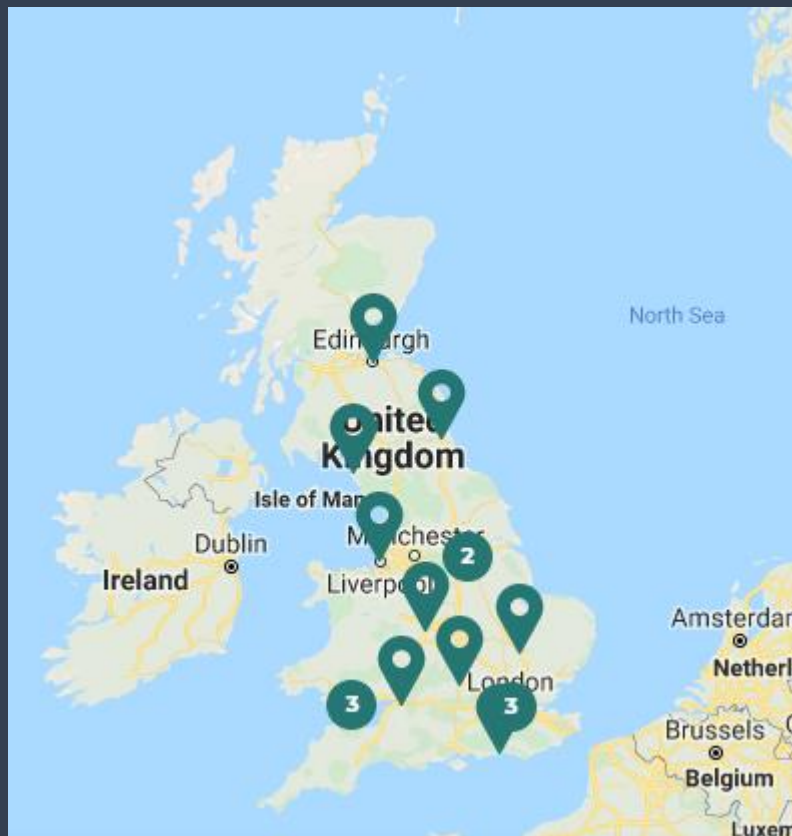 North Sea
Edinburgh
United
Kingdom
Isle of Man
Dublin
Manchester
Ireland
Liverpool
2
Amsterdam
Netherl
London
3
3
Brussels
Belgium
Luxem